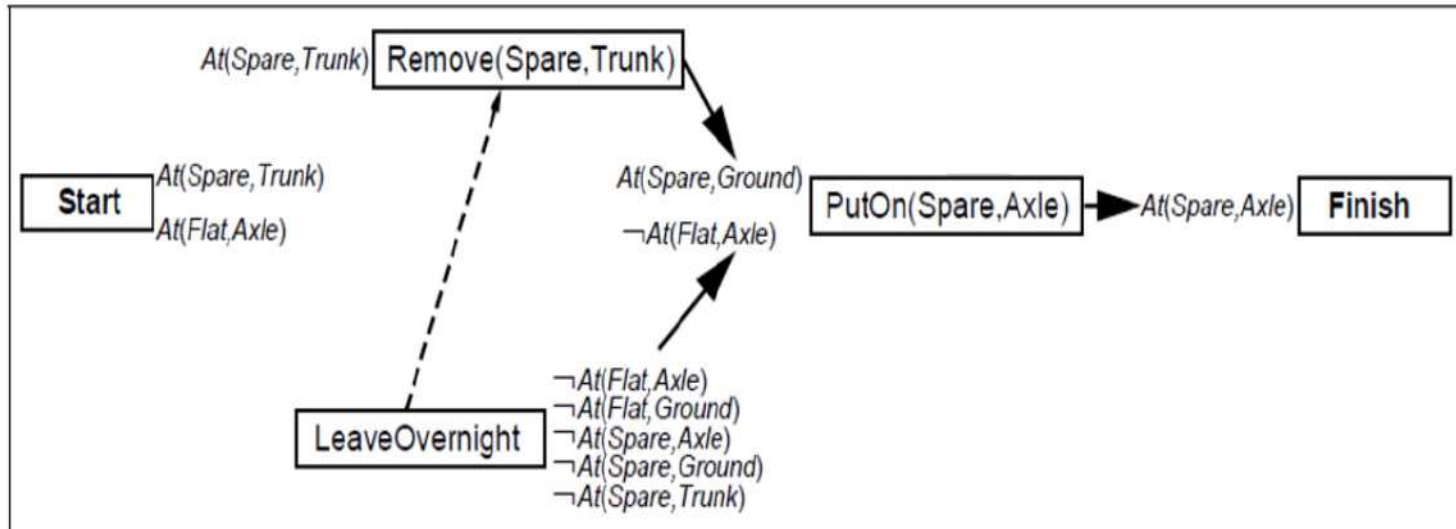 At(Spare,Trunk)
Remove(Spare,Trunk)
Start
At(Spare,Trunk)
At(Flat,Axle)
At(Spare,Ground)
¬At(Flat,Axle)
PutOn(Spare,Axle)
At(Spare,Axle)
Finish
LeaveOvernight
¬At(Flat,Axle)
¬At(Flat,Ground)
¬At(Spare,Axle)
¬At(Spare,Ground)
¬At(Spare,Trunk)